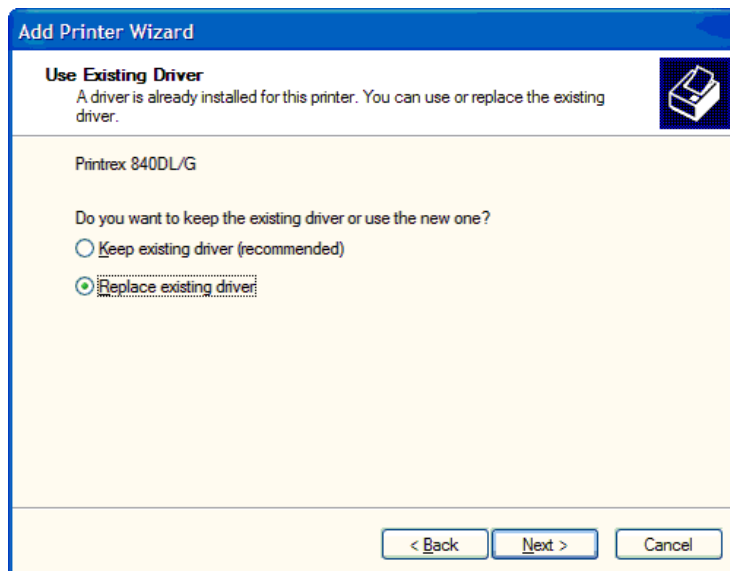 Add Printer Wizard
Use Existing Driver
A driver is already installed for this printer. You can use or replace the existing
driver.
Printrex 840DL/G
Do you want to keep the existing driver or use the new one?
Keep existing driver (recommended)
Replace existing driver
< Back Next > Cancel